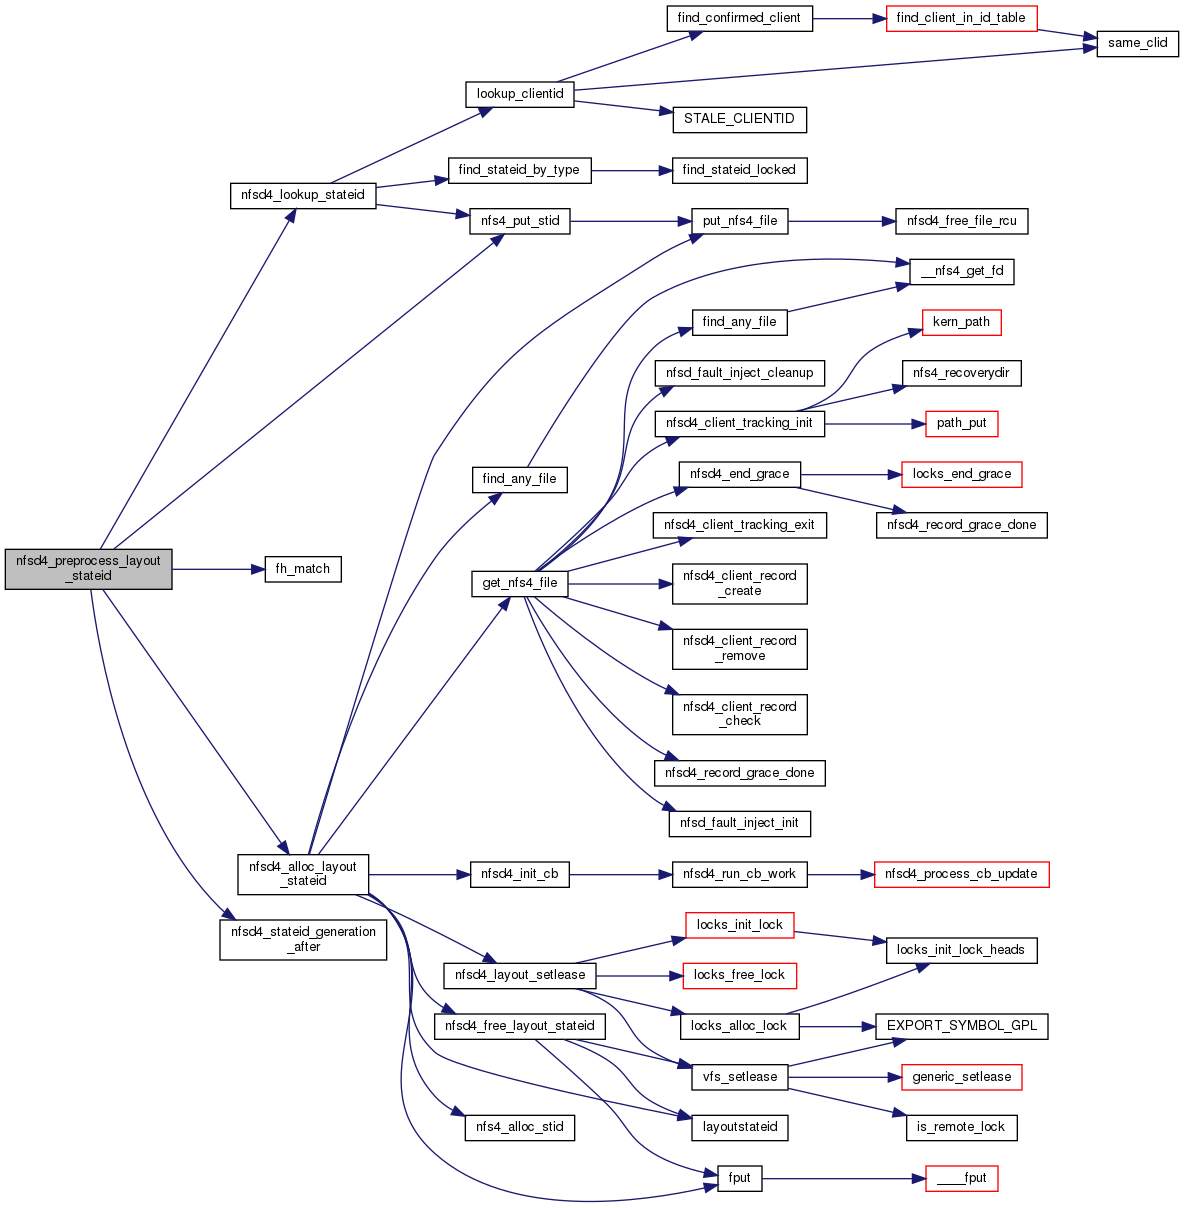 find_confirmed_client
find_client_in_id_table
same_clid
lookup_clientid
STALE_CLIENTID
find_stateid_by_type
find_stateid_locked
nfsd4_lookup_stateid
nfs4_put_stid
put_nfs4_file
nfsd4_free_file_rcu
__nfs4_get_fd
find_any_file
kern_path
nfsd_fault_inject_cleanup
nfs4_recoverydir
nfsd4_client_tracking_init
path_put
find_any_file
nfsd4_end_grace
locks_end_grace
nfsd4_client_tracking_exit
nfsd4_record_grace_done
nfsd4_preprocess_layout
_stateid
fh_match
get_nfs4_file
nfsd4_client_record
_create
nfsd4_client_record
_remove
nfsd4_client_record
_check
nfsd4_record_grace_done
nfsd_fault_inject_init
nfsd4_alloc_layout
_stateid
nfsd4_init_cb
nfsd4_run_cb_work
nfsd4_process_cb_update
nfsd4_stateid_generation
_after
locks_init_lock
locks_init_lock_heads
nfsd4_layout_setlease
locks_free_lock
nfsd4_free_layout_stateid
locks_alloc_lock
EXPORT_SYMBOL_GPL
vfs_setlease
generic_setlease
nfs4_alloc_stid
layoutstateid
is_remote_lock
fput
____fput